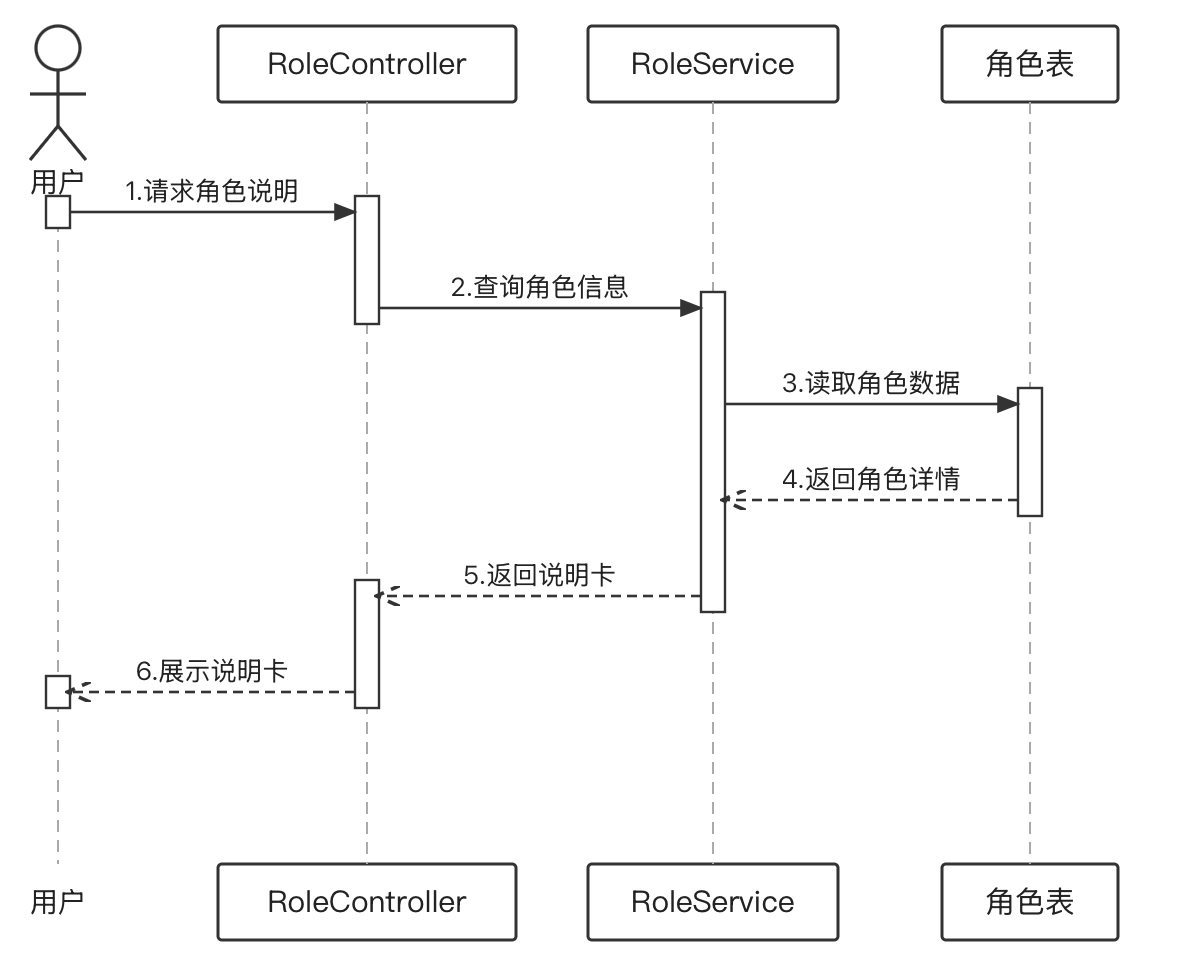 RoleController
RoleService
角色表
用户
1.请求角色说明
2.查询角色信息
3.读取角色数据
4.返回角色详情
5.返回说明卡
6.展示说明卡
用户
RoleController
RoleService
角色表